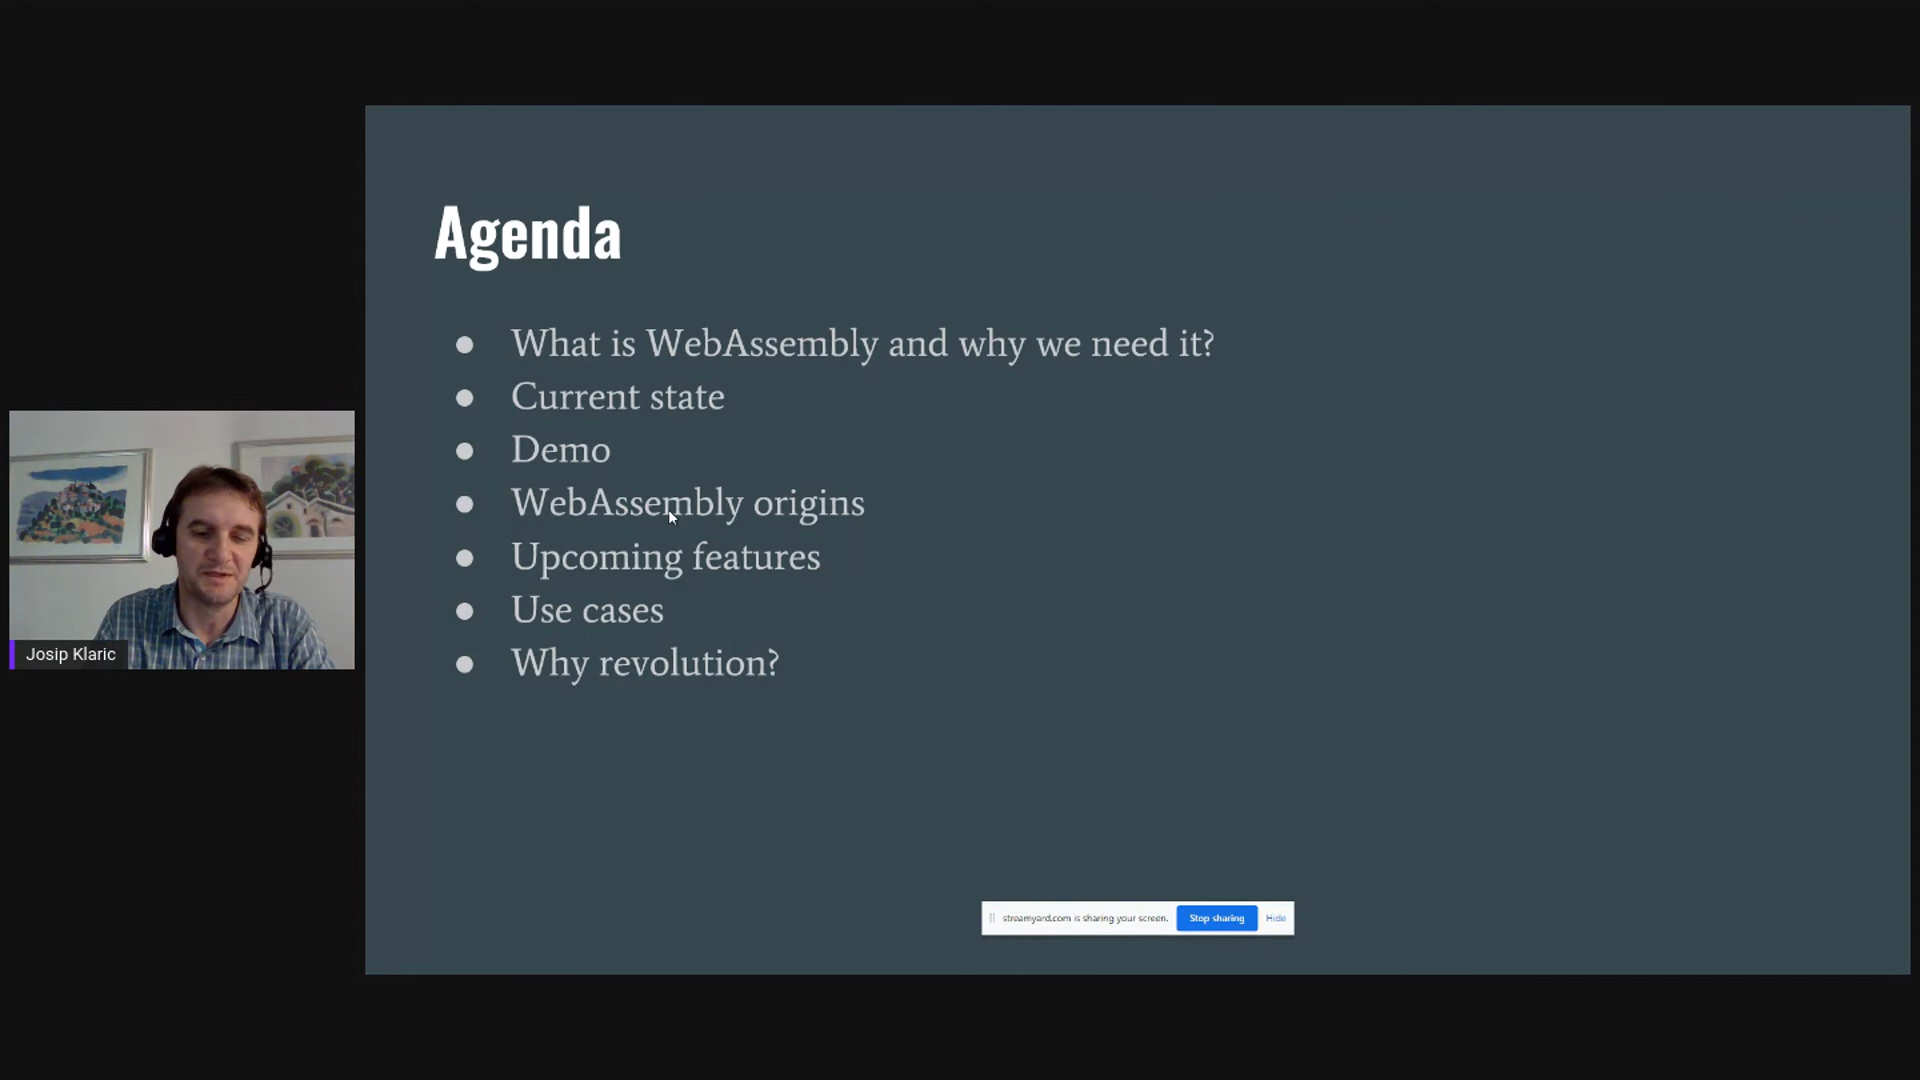 Agenda
What is WebAssembly and why we need it?
Current state
Demo
WebAssembly origins
Upcoming features
Use cases
Why revolution?
Josip Klaric
streamyard.com is sharing your screen. Stop sharing Hide